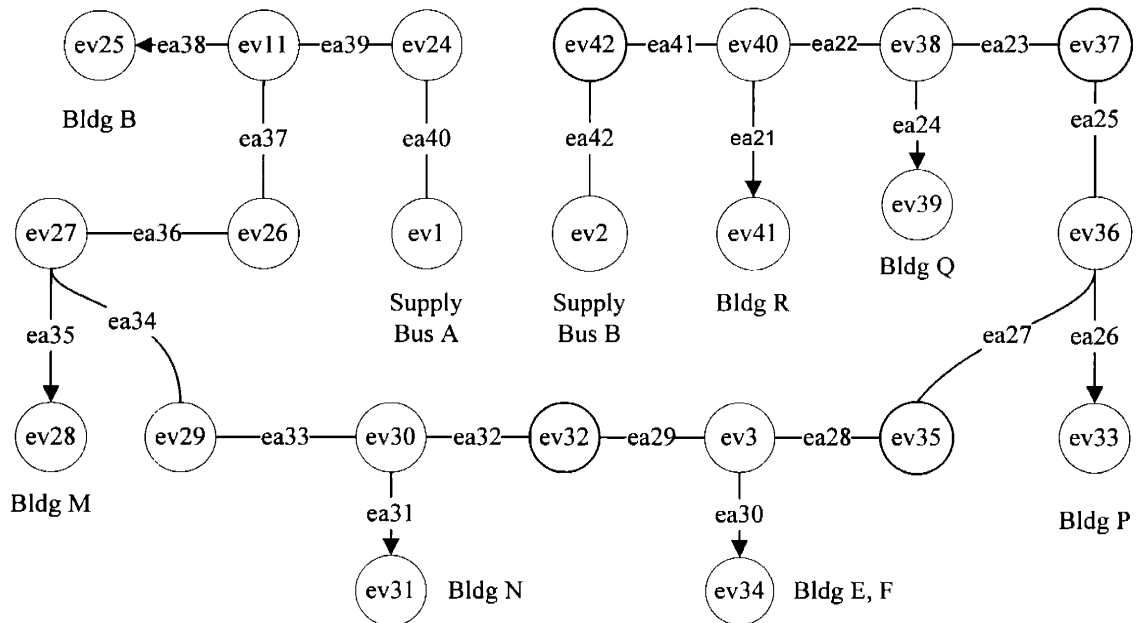 ev25 ea38 ev11 ea39 ev24 ev42 ea41 ev40 ea22 ev38 ea23 ev37
Bldg B
ea37 ea40 ea42 ea21 ea24 ea25
ev27 ea36 ev26 ev1 ev2 ev41 ev39 ev36
Supply
Bus A
Supply
Bus B
Bldg R
Bldg Q
ea35 ea34 ea27 ea26
ev28 ev29 ea33 ev30 ea32 ev32 ea29 ev3 ea28 ev35 ev33
Bldg M
ea31 ea30
Bldg P
ev31 Bldg N ev34 Bldg E, F